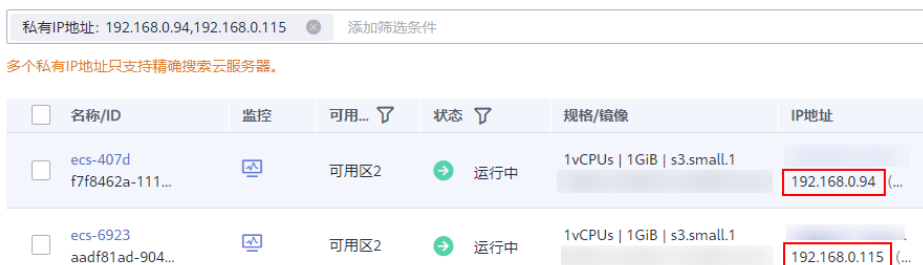 私有IP地址: 192.168.0.94,192.168.0.115 添加筛选条件
多个私有IP地址只支持精确搜索云服务器。
名称/ID 监控 可用... 状态 规格/镜像 IP地址
ecs-407d
f7f8462a-111...
可用区2
运行中
1vCPUs | 1GiB | s3.small.1
192.168.0.94 (...
ecs-6923
aadf81ad-904...
可用区2
运行中
1vCPUs | 1GiB | s3.small.1
192.168.0.115 (...